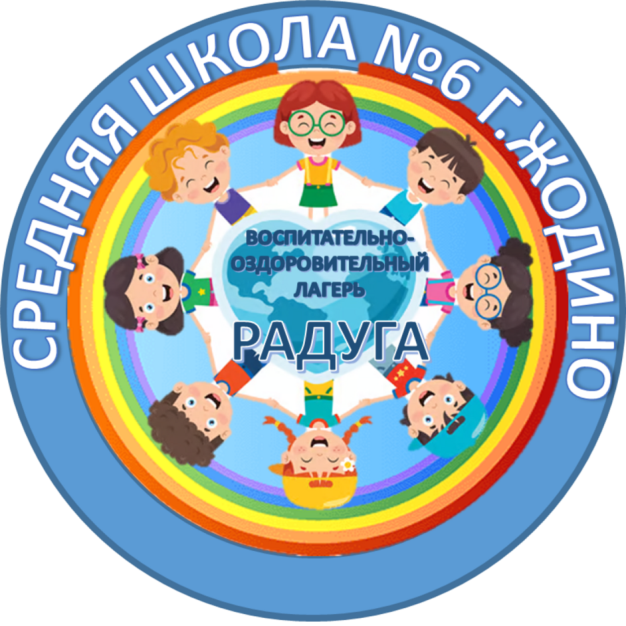 СРЕДНЯЯ ШКОЛА №6 Г.ЖОДИНО
ВОСПИТАТЕЛЬНО-
ОЗДОРОВИТЕЛЬНЫЙ
ЛАГЕРЬ
РАДУГА